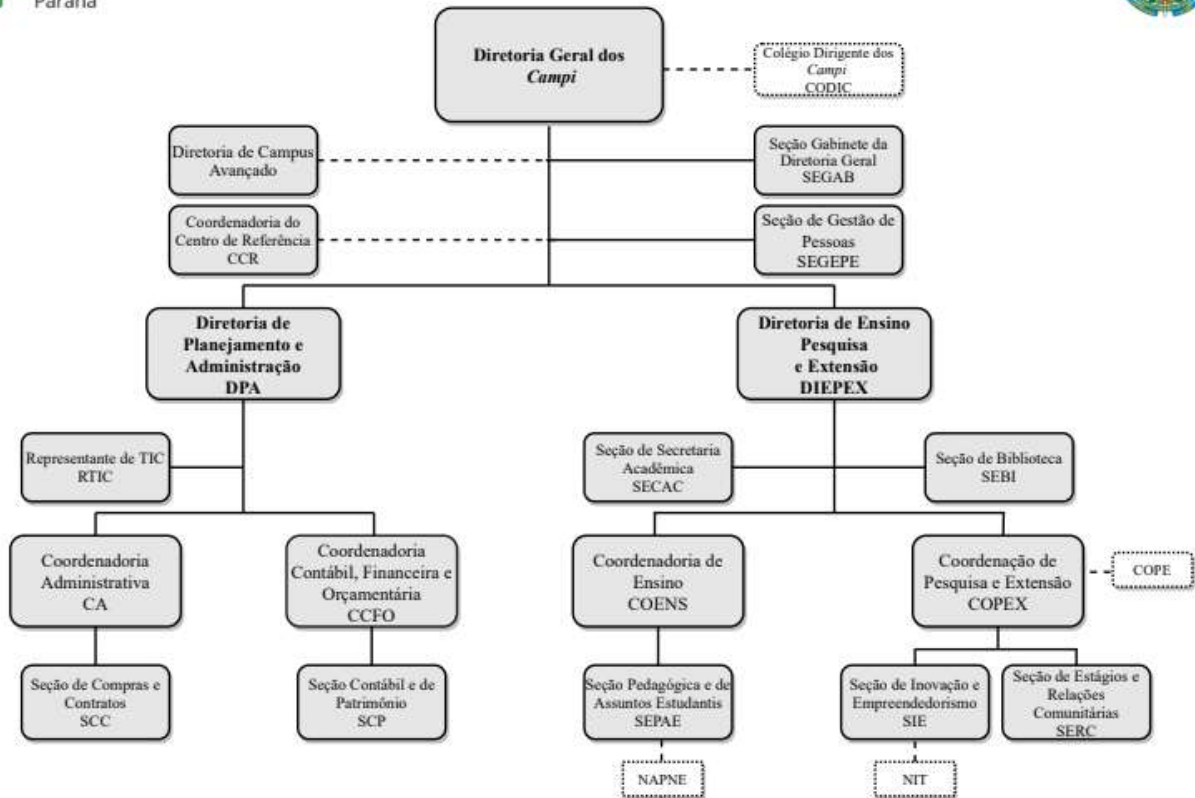 Paraná
Diretoria Geral dos
Campi
Colégio Dirigente dos
Campi
CODIC
Diretoria de Campus
Avançado
Seção Gabinete da
Diretoria Geral
SEGAB
Coordenadoria do
Centro de Referência
CCR
Seção de Gestão de
Pessoas
SEGEPE
Diretoria de
Planejamento e
Administração
DPA
Diretoria de Ensino
Pesquisa
e Extensão
DIEPEX
Representante de TIC
RTIC
Seção de Secretaria
Acadêmica
SECAC
Seção de Biblioteca
SEBI
Coordenadoria
Administrativa
CA
Coordenadoria
Contábil, Financeira e
Orçamentária
CCFO
Coordenadoria de
Ensino
COENS
Coordenação de
Pesquisa e Extensão
COPEX
COPE
Seção de Compras e
Contratos
SCC
Seção Contábil e de
Patrimônio
SCP
Seção Pedagógica e de
Assuntos Estudantis
SEPAE
Seção de Inovação e
Empreendedorismo
SIE
Seção de Estágios e
Relações
Comunitárias
SERC
NAPNE
NIT